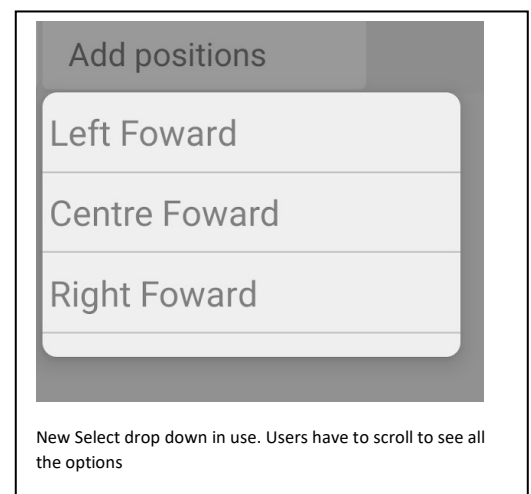 Add positions
Left Foward
Centre Foward
Right Foward
New Select drop down in use. Users have to scroll to see all
the options